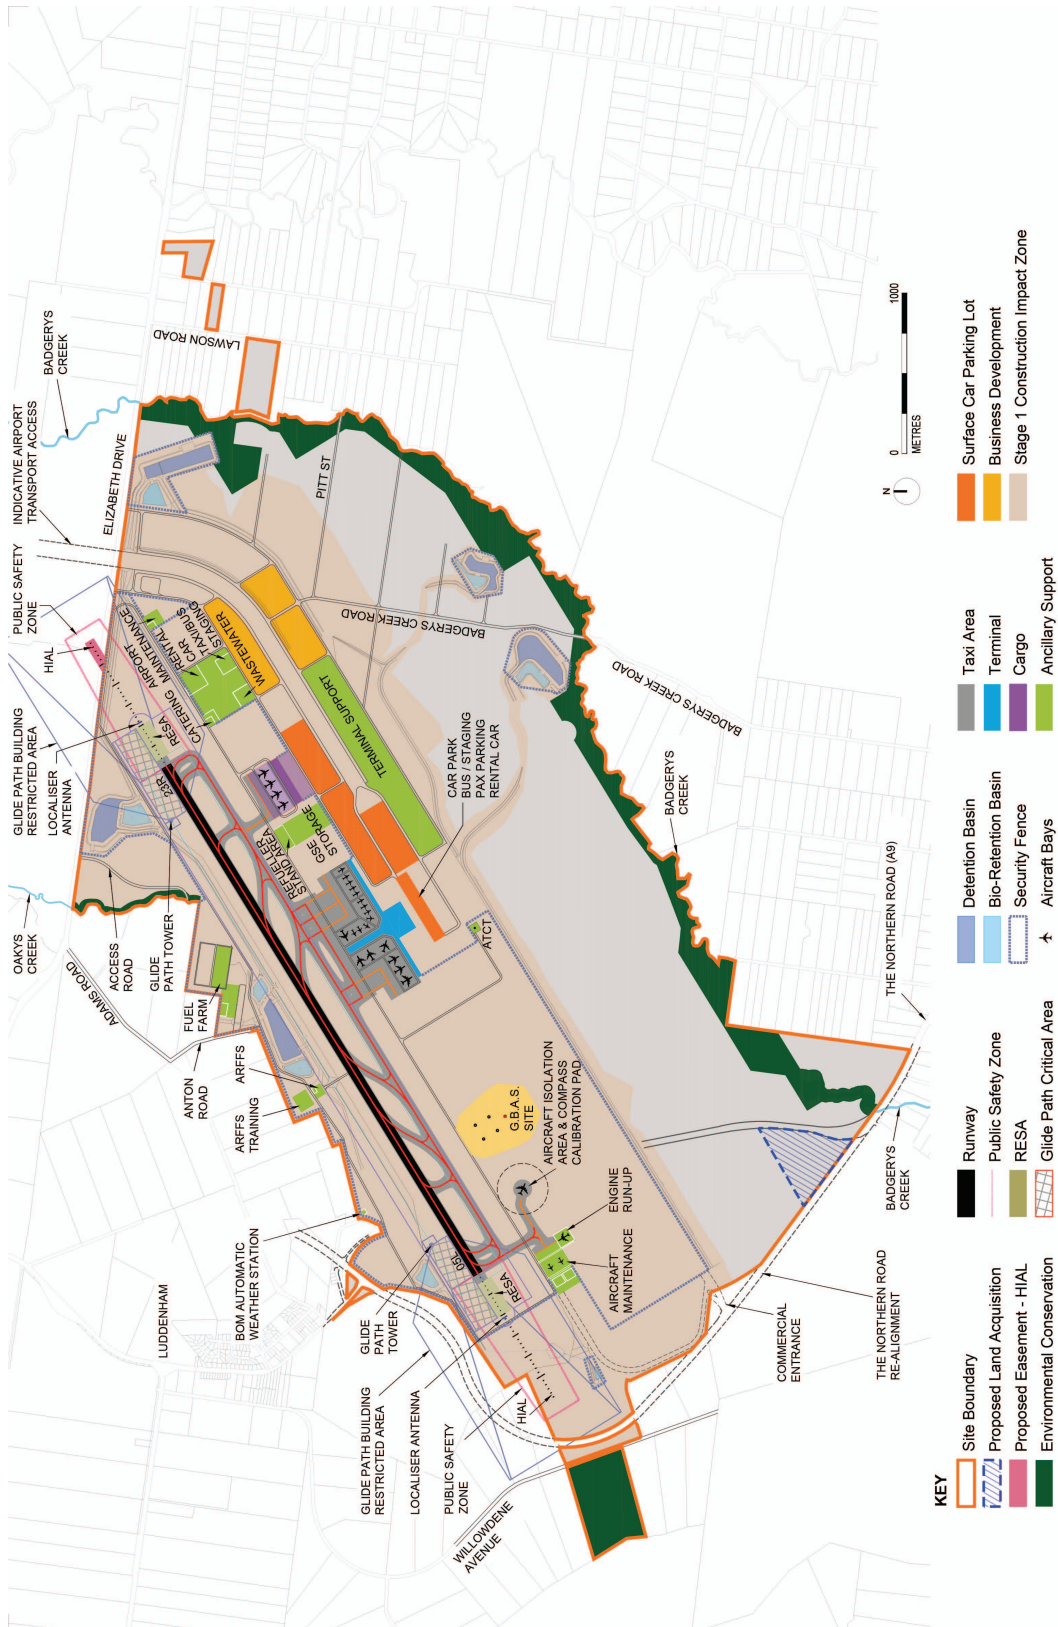 OAKYS
CREEK
GLIDE PATH BUILDING
RESTRICTED AREA
LOCALISER
ANTENNA
HIAL
PUBLIC SAFETY
ZONE
INDICATIVE AIRPORT
TRANSPORT ACCESS
BADGERYS
CREEK
ELIZABETH DRIVE
LAWSON ROAD
ADAMS ROAD
ACCESS
ROAD
GLIDE
PATH TOWER
23R
RESA
CATERING
AIRPORT
MAINTENANCE
CAR
RENTAL
TAXI/BUS
STAGING
WASTEWATER
PITT ST
FUEL
FARM
ANTON
ROAD
ARFFS
ARFFS
TRAINING
REFUELLER
STAND AREA
GSE
STORAGE
TERMINAL SUPPORT
BADGERYS CREEK ROAD
CAR PARK
BUS / STAGING
PAX PARKING
RENTAL CAR
ATCT
BADGERYS CREEK ROAD
BADGERYS
CREEK
LUDDENHAM
BOM AUTOMATIC
WEATHER STATION
G.B.A.S.
SITE
AIRCRAFT ISOLATION
AREA & COMPASS
CALIBRATION PAD
ENGINE
RUN-UP
AIRCRAFT
MAINTENANCE
05L
RESA
GLIDE
PATH
TOWER
GLIDE PATH BUILDING
RESTRICTED AREA
LOCALISER ANTENNA
PUBLIC SAFETY
ZONE
HIAL
WILLOWDENE
AVENUE
COMMERCIAL
ENTRANCE
THE NORTHERN ROAD
RE-ALIGNMENT
BADGERYS
CREEK
THE NORTHERN ROAD (A9)
N
0
1000
METRES
KEY
Site Boundary
Proposed Land Acquisition
Proposed Easement - HIAL
Environmental Conservation
Runway
Public Safety Zone
RESA
Glide Path Critical Area
Detention Basin
Bio-Retention Basin
Security Fence
Aircraft Bays
Taxi Area
Terminal
Cargo
Ancillary Support
Surface Car Parking Lot
Business Development
Stage 1 Construction Impact Zone